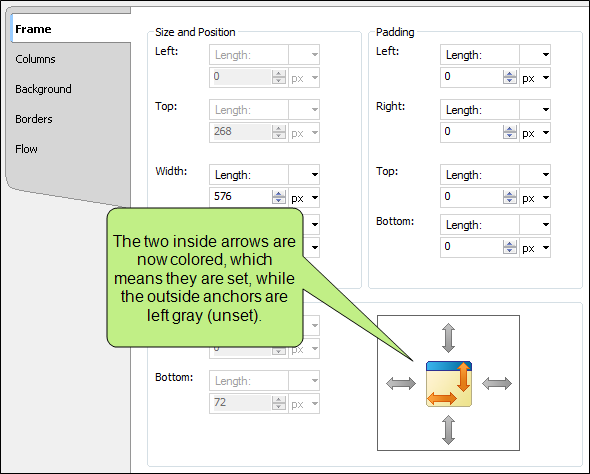 Frame
Columns
Background
Borders
Flow
Size and Position
Left:
Length:
0
px
Top:
Length:
268
px
Width:
Length:
576
px
Bottom:
Length:
72
px
Padding
Left:
Length:
0
px
Right:
Length:
0
px
Top:
Length:
0
px
Bottom:
Length:
0
px
The two inside arrows are
now colored, which
means they are set, while
the outside anchors are
left gray (unset).